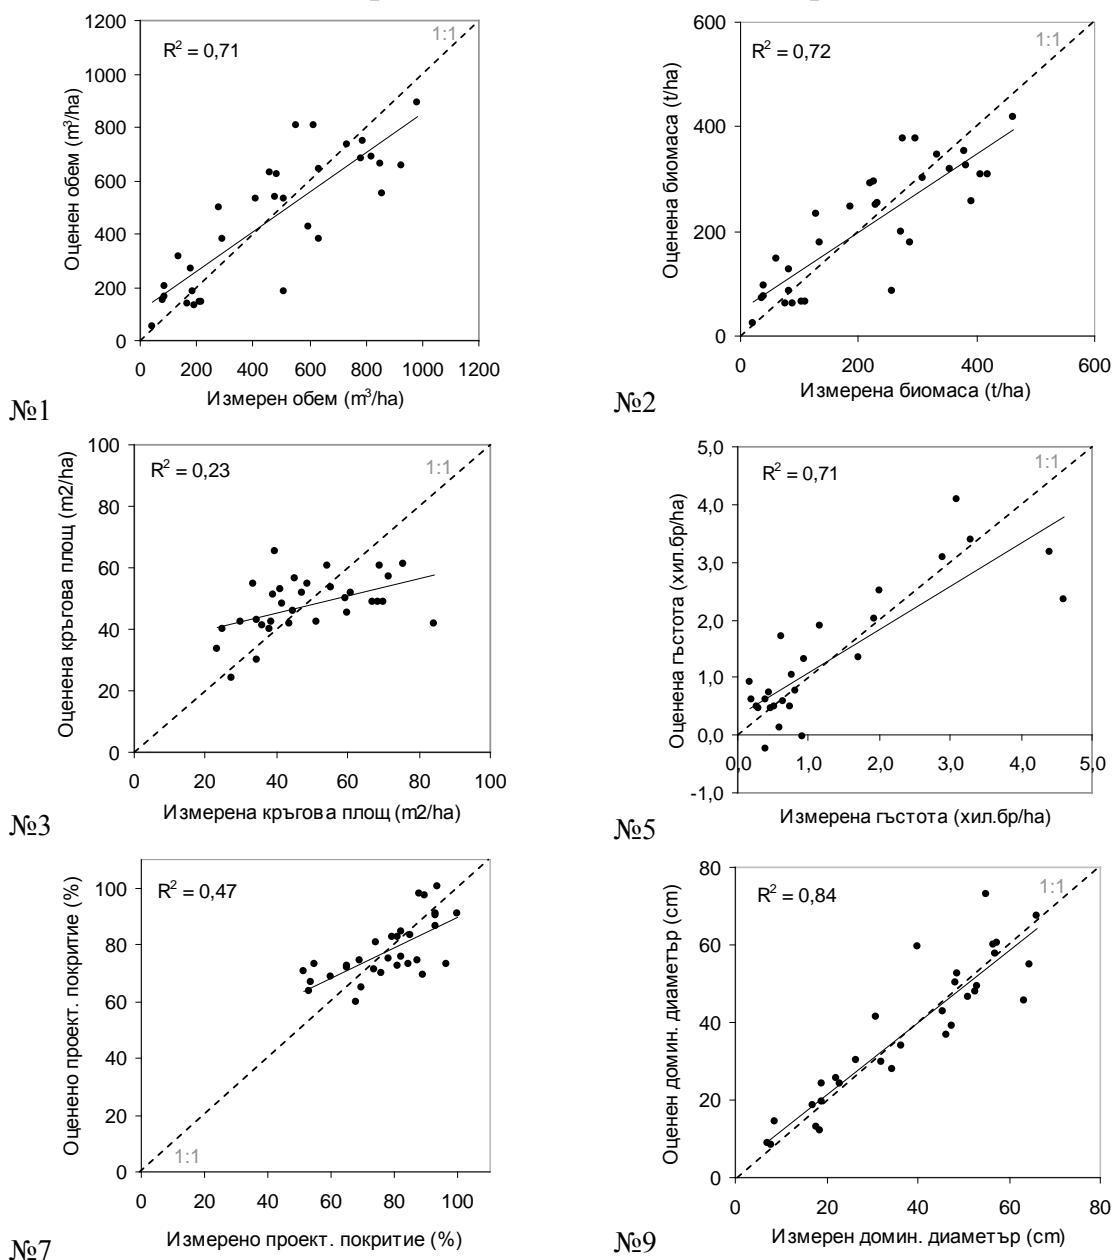 1200
1000
800
600
400
200
0
0 200 400 600 800 1000 1200
R² = 0,71
1:1
Оценен обем (m³/ha)
Измерен обем (m³/ha)
№1
600
400
200
0
0 200 400 600
R² = 0,72
1:1
Оценена биомаса (t/ha)
Измерена биомаса (t/ha)
№2
100
80
60
40
20
0
0 20 40 60 80 100
R² = 0,23
1:1
Оценена кръгова площ (m2/ha)
Измерена кръгова площ (m2/ha)
№3
5,0
4,0
3,0
2,0
1,0
0,0
-1,0
0,0 1,0 2,0 3,0 4,0 5,0
R² = 0,71
1:1
Оценена гъстота (хил.бр/ha)
Измерена гъстота (хил.бр/ha)
№5
100
80
60
40
20
0
0 20 40 60 80 100
R² = 0,47
1:1
Оценено проект. покритие (%)
Измерено проект. покритие (%)
№7
80
60
40
20
0
0 20 40 60 80
R² = 0,84
1:1
Оценен домин. диаметър (cm)
Измерен домин. диаметър (cm)
№9